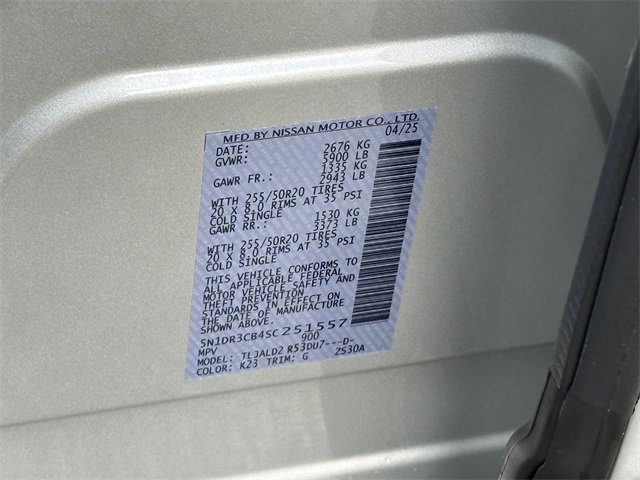 MFD BY NISSAN MOTOR CO., LTD.
DATE: 04/25
GVWR: 2676 KG
5900 LB
GAWR FR.: 1335 KG
2943 LB
WITH 255/50R20 TIRES
20 X 8.0 RIMS AT 35 PSI
COLD SINGLE
GAWR RR.: 1530 KG
3373 LB
WITH 255/50R20 TIRES
20 X 8.0 RIMS AT 35 PSI
COLD SINGLE
THIS VEHICLE CONFORMS TO
ALL APPLICABLE FEDERAL
MOTOR VEHICLE SAFETY AND
THEFT PREVENTION
STANDARDS IN EFFECT ON
THE DATE OF MANUFACTURE
SHOWN ABOVE.
5N1DR3CB4SC251557
MPV 900
MODEL: TLJALD2 R53DU7---D-
COLOR: K23 TRIM: G 2S30A